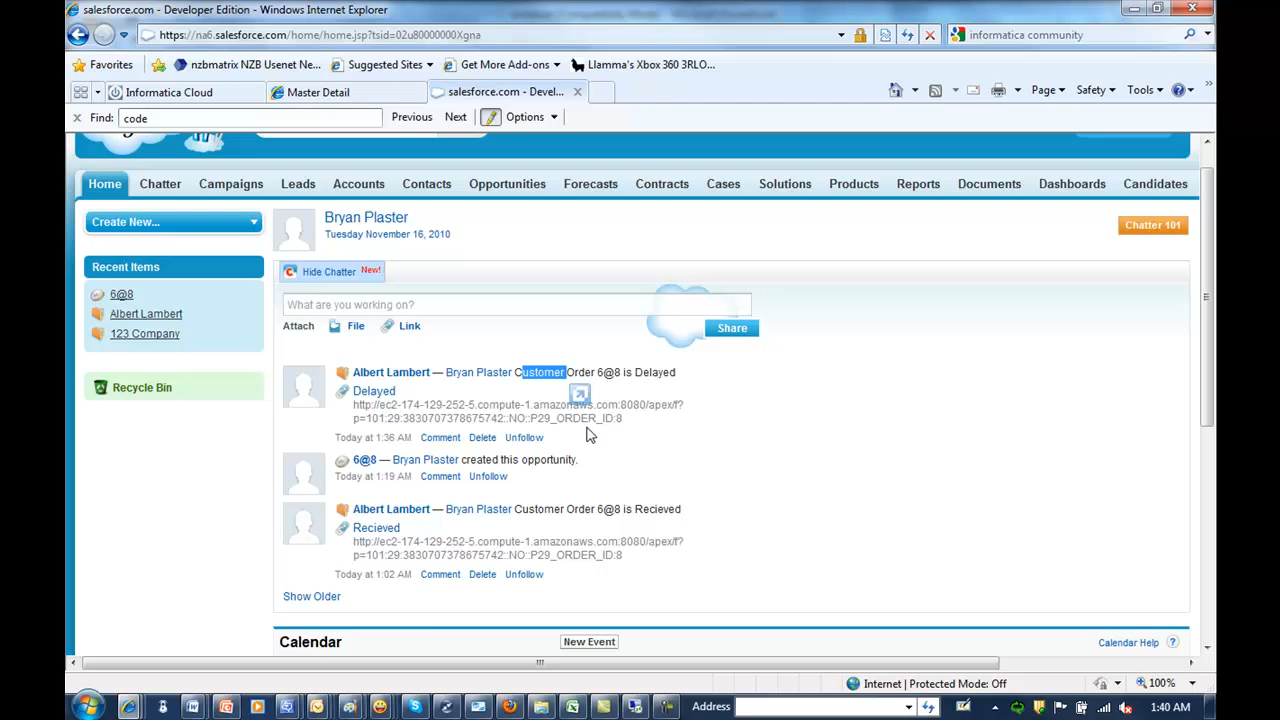 salesforce.com - Developer Edition - Windows Internet Explorer
https://na6.salesforce.com/home/home.jsp?tsid=02u80000000Xgna
informatica community
Favorites nzbmatrix NZB Usenet Ne... Suggested Sites Get More Add-ons Llamma's Xbox 360 3RLO...
Informatica Cloud Master Detail salesforce.com - Devel... Page Safety Tools
Find: code Previous Next Options
Home Chatter Campaigns Leads Accounts Contacts Opportunities Forecasts Contracts Cases Solutions Products Reports Documents Dashboards Candidates
Create New...
Bryan Plaster
Tuesday November 16, 2010
Chatter 101
Recent Items
6@8
Albert Lambert
123 Company
Recycle Bin
Hide Chatter New!
What are you working on?
Attach File Link
Share
Albert Lambert — Bryan Plaster Customer Order 6@8 is Delayed
Delayed
http://ec2-174-129-252-5.compute-1.amazonaws.com:8080/apex/f?
p=101:29:3830707378675742::NO::P29_ORDER_ID:8
Today at 1:36 AM Comment Delete Unfollow
6@8 — Bryan Plaster created this opportunity.
Today at 1:19 AM Comment Unfollow
Albert Lambert — Bryan Plaster Customer Order 6@8 is Recieved
Recieved
http://ec2-174-129-252-5.compute-1.amazonaws.com:8080/apex/f?
p=101:29:3830707378675742::NO::P29_ORDER_ID:8
Today at 1:02 AM Comment Delete Unfollow
Show Older
Calendar New Event Calendar Help
Internet | Protected Mode: Off 100%
Address 1:40 AM